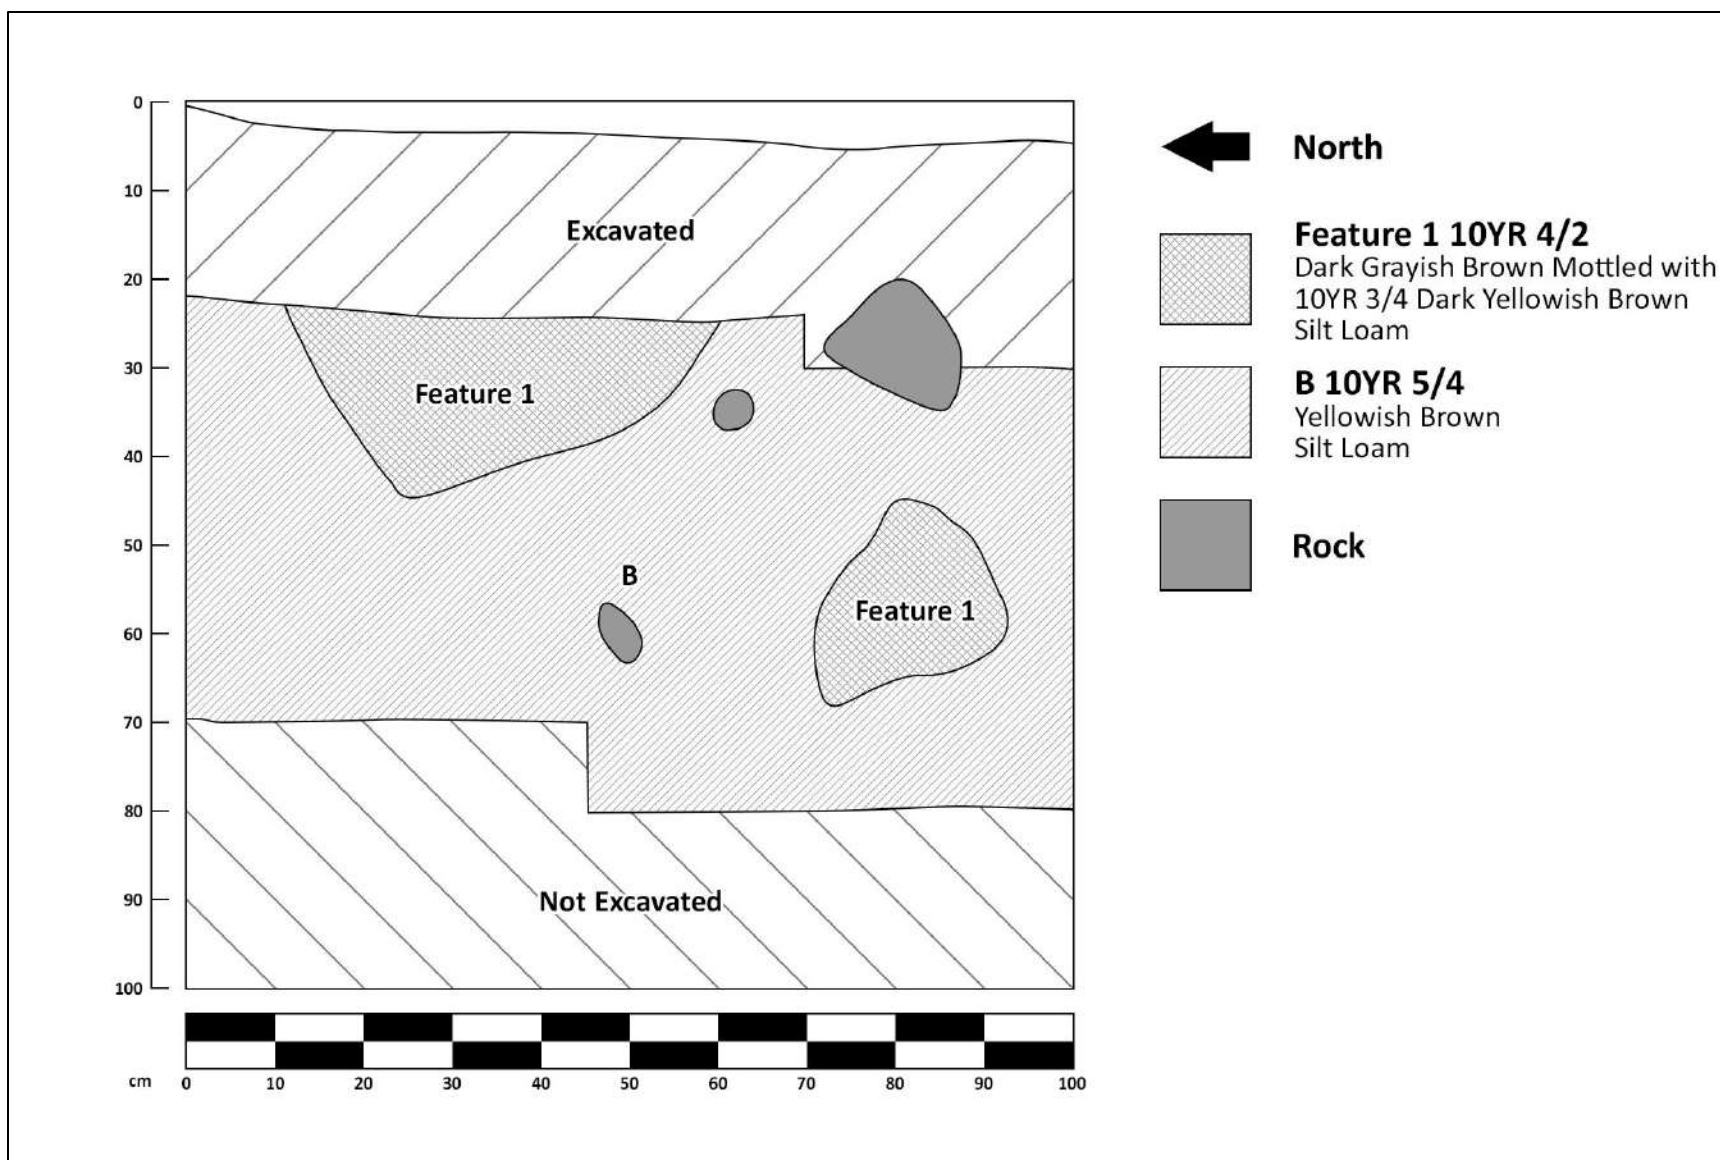 0
10
20
30
40
50
60
70
80
90
100
Excavated
Feature 1
B
Feature 1
Not Excavated
cm 0 10 20 30 40 50 60 70 80 90 100
North
Feature 1 10YR 4/2
Dark Grayish Brown Mottled with
10YR 3/4 Dark Yellowish Brown
Silt Loam
B 10YR 5/4
Yellowish Brown
Silt Loam
Rock